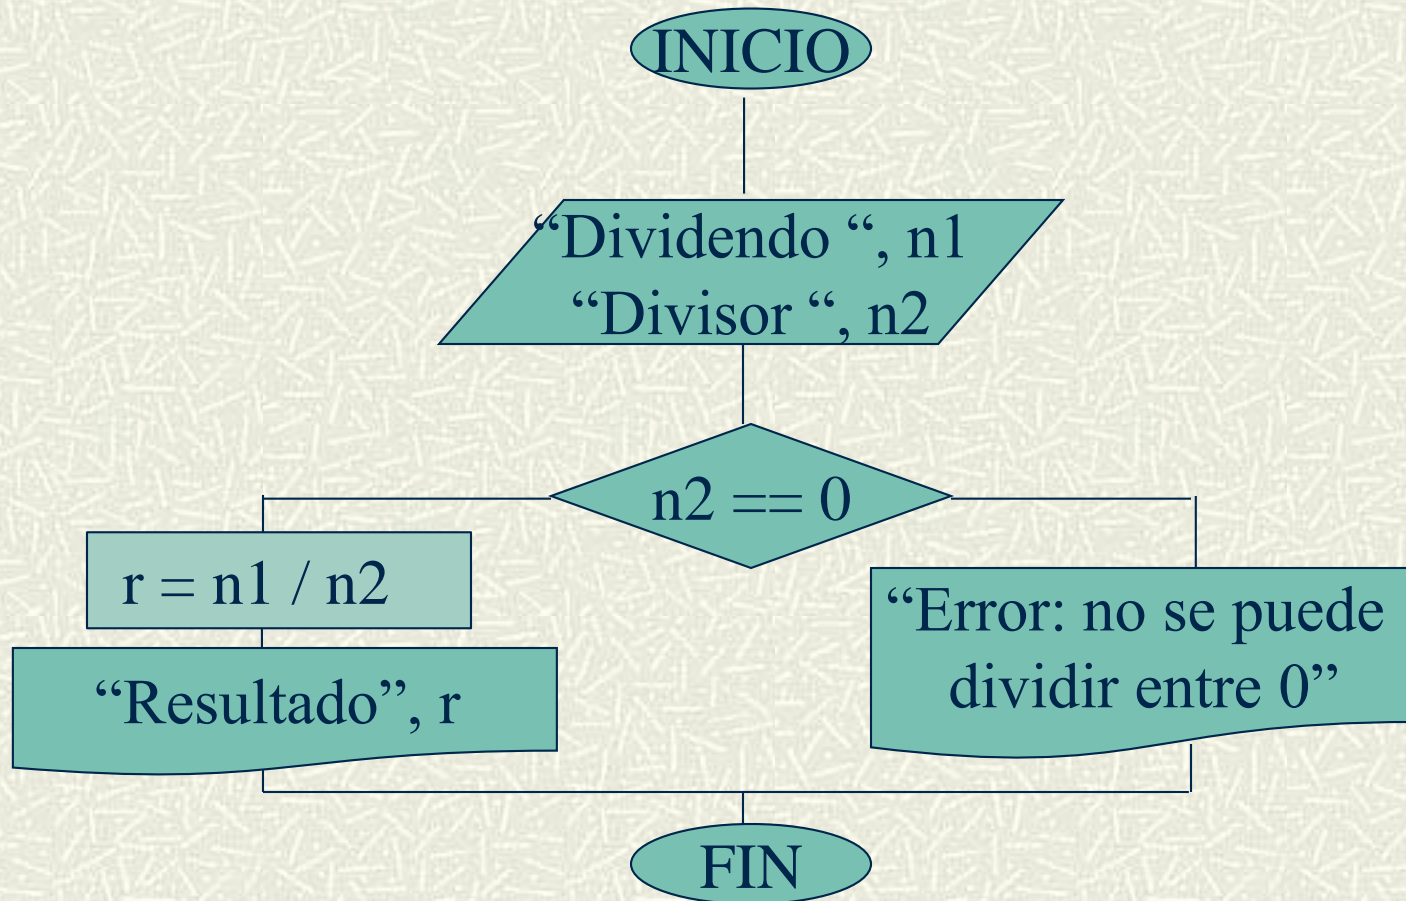 INICIO
“Dividendo “, n1
“Divisor “, n2
n2 == 0
r = n1 / n2
“Resultado”, r
“Error: no se puede
dividir entre 0”
FIN